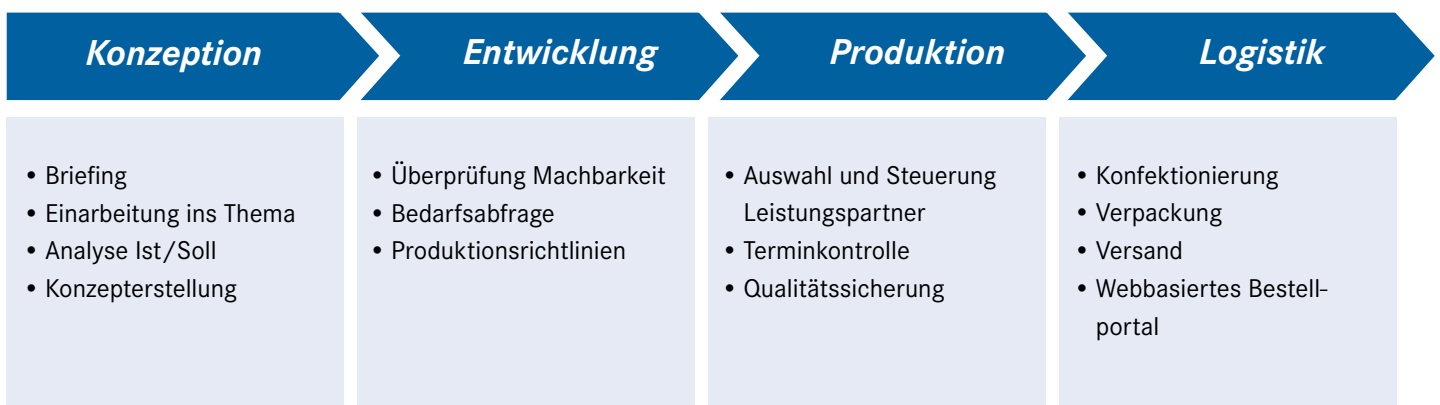 Konzeption
Entwicklung
Produktion
Logistik
• Briefing
• Einarbeitung ins Thema
• Analyse Ist/Soll
• Konzepterstellung
• Überprüfung Machbarkeit
• Bedarfsabfrage
• Produktionsrichtlinien
• Auswahl und Steuerung
Leistungspartner
• Terminkontrolle
• Qualitätssicherung
• Konfektionierung
• Verpackung
• Versand
• Webbasiertes Bestell-
portal